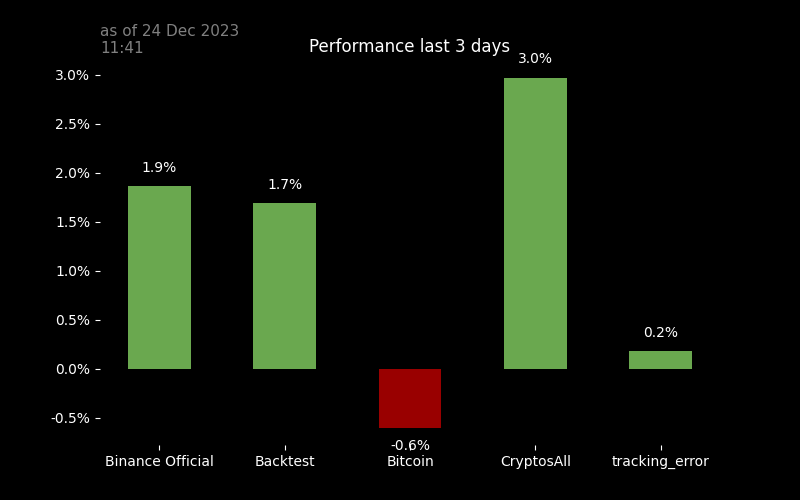 as of 24 Dec 2023
11:41
Performance last 3 days
3.0%
3.0%
2.5%
2.0%
1.9%
1.7%
1.5%
1.0%
0.5%
0.2%
0.0%
-0.5%
-0.6%
Binance Official
Backtest
Bitcoin
CryptosAll
tracking_error